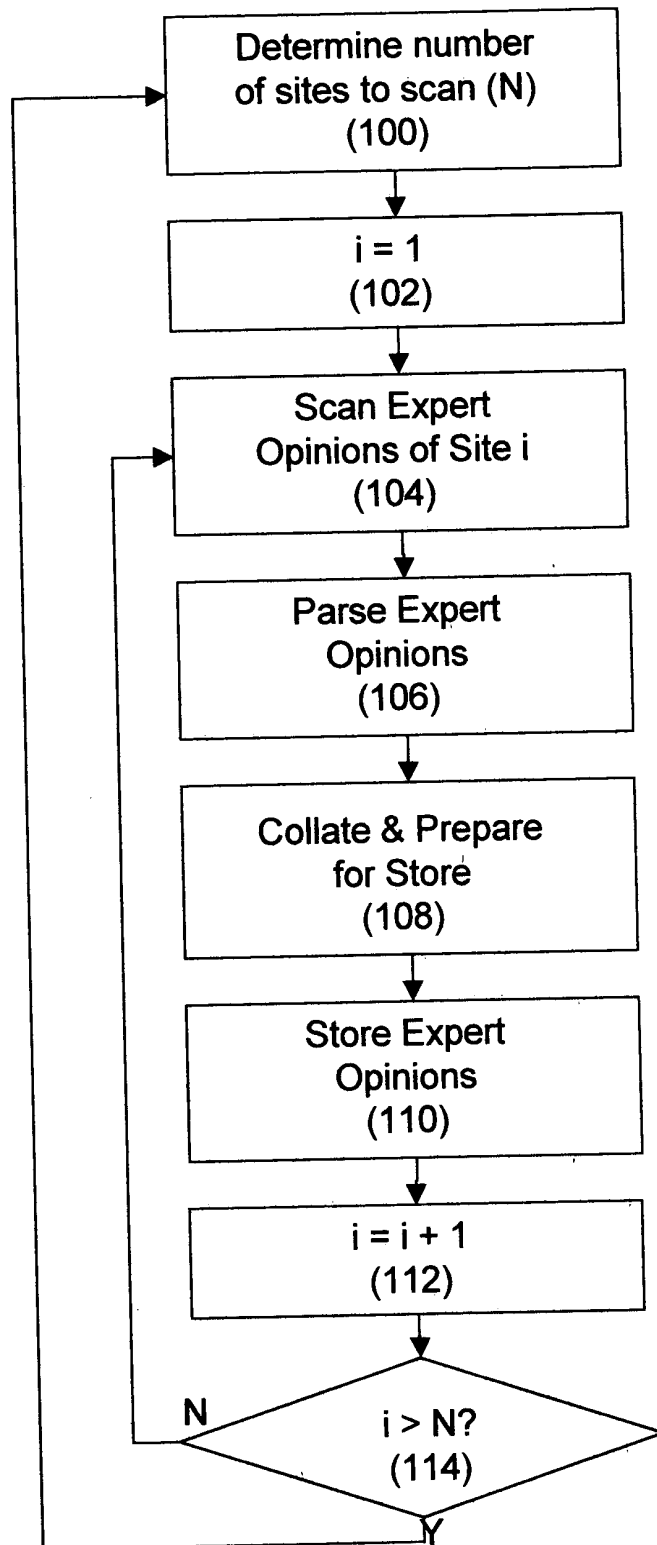 Determine number
of sites to scan (N)
(100)
i = 1
(102)
Scan Expert
Opinions of Site i
(104)
Parse Expert
Opinions
(106)
Collate & Prepare
for Store
(108)
Store Expert
Opinions
(110)
i = i + 1
(112)
N
i > N?
(114)
Y